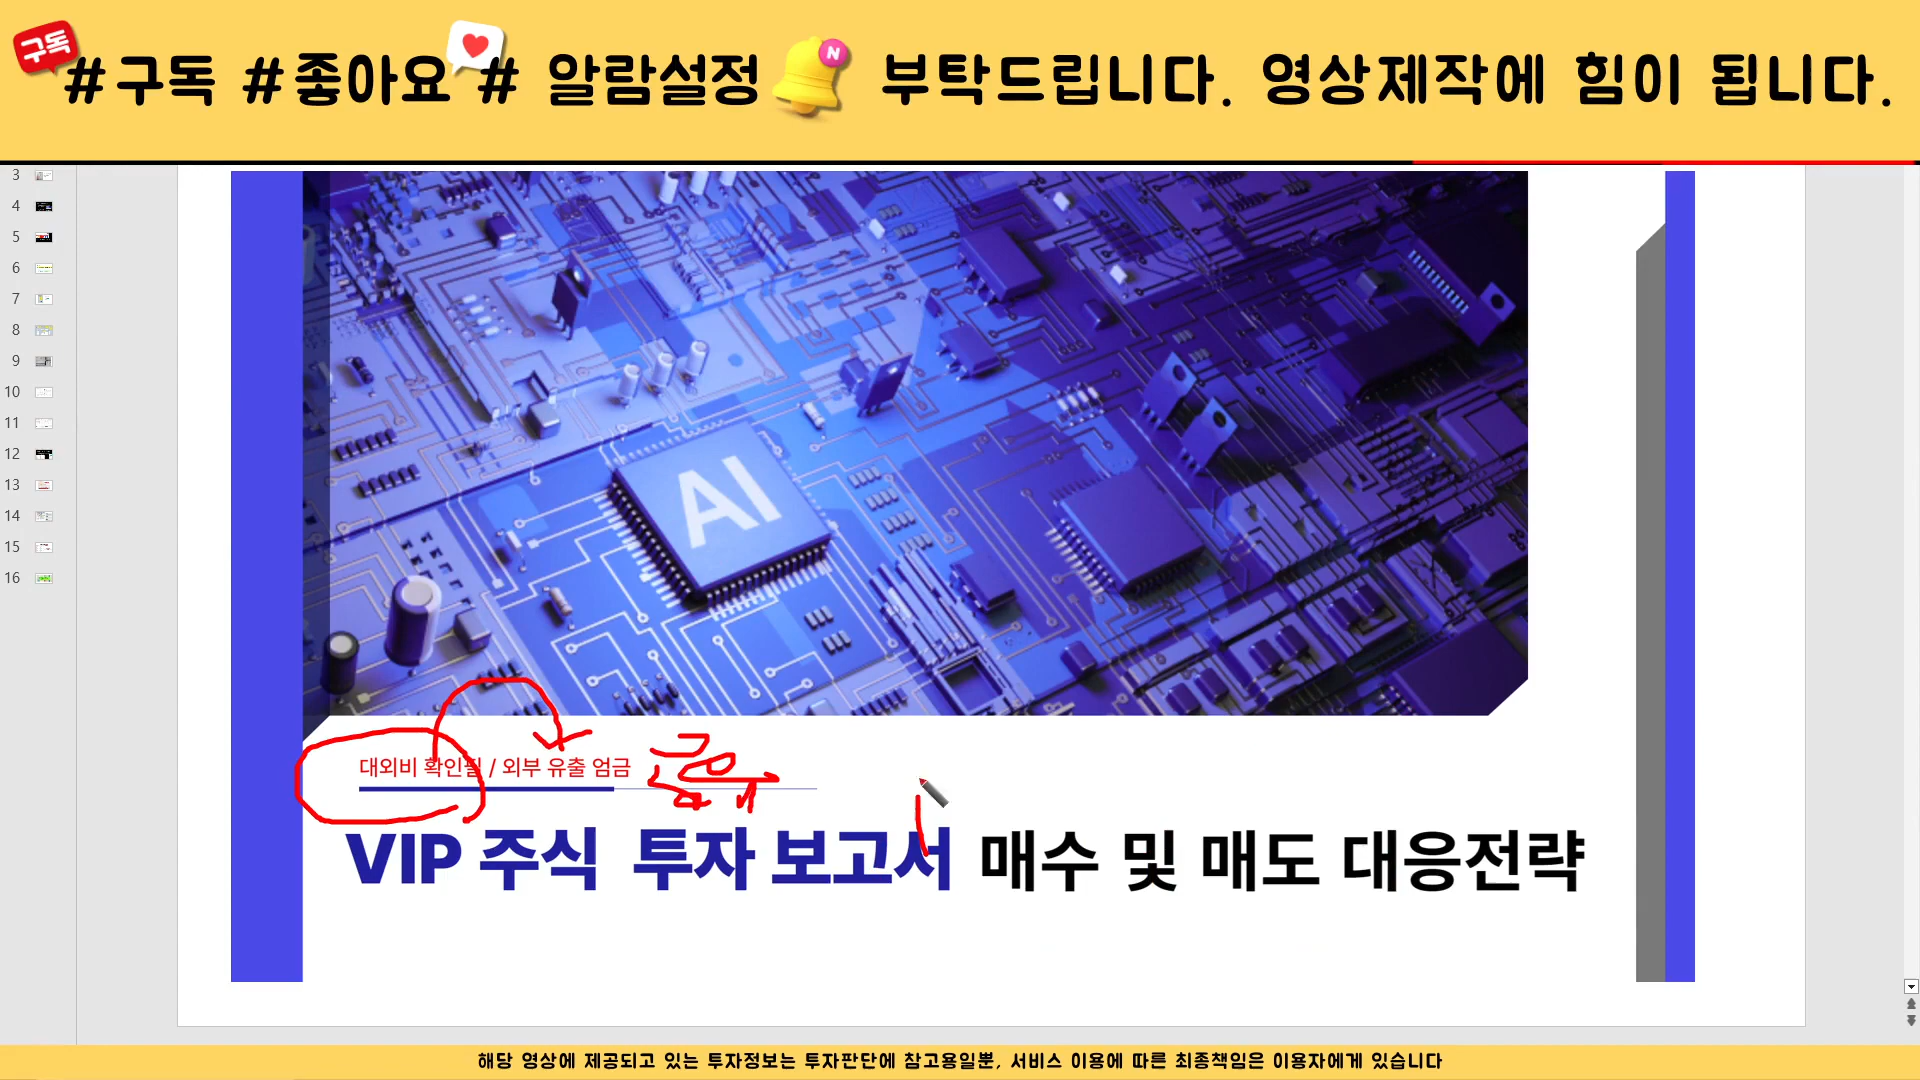 구독
#구독 #좋아요 # 알람설정 N 부탁드립니다. 영상제작에 힘이 됩니다.
3
4
5
6
7
8
9
10
11
12
13
14
15
16
AI
대외비 확인필 / 외부 유출 엄금
VIP 주식 투자 보고서 매수 및 매도 대응전략
해당 영상에 제공되고 있는 투자정보는 투자판단에 참고용일뿐, 서비스 이용에 따른 최종책임은 이용자에게 있습니다